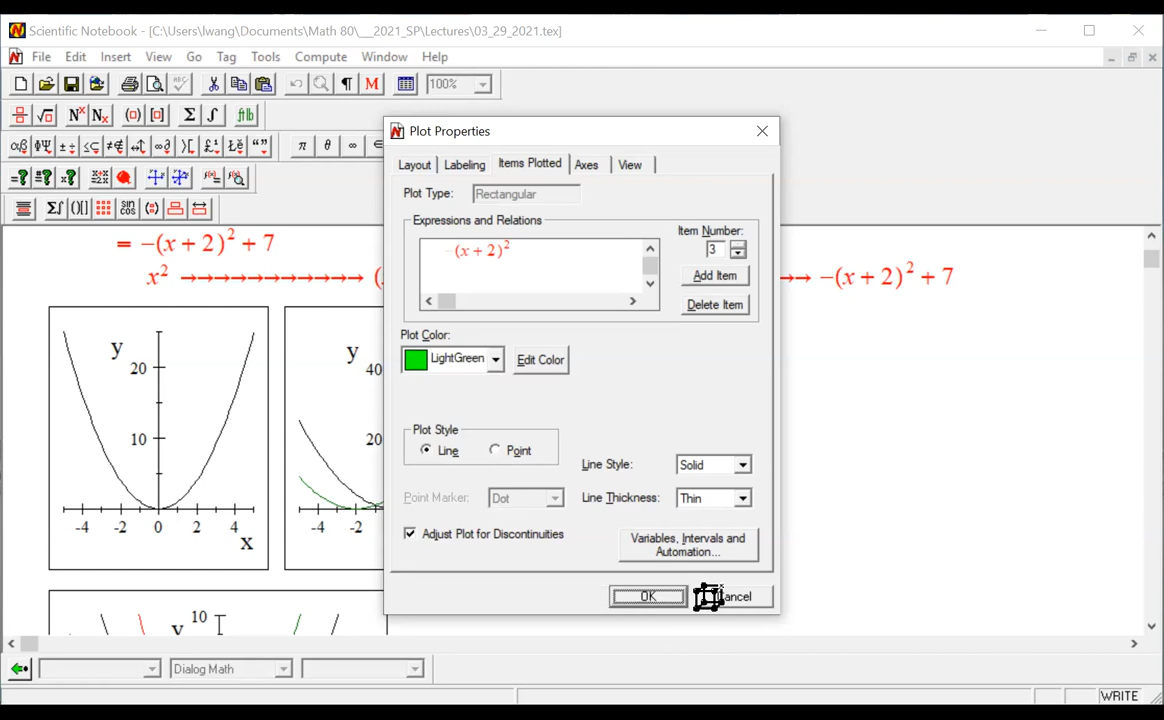 Scientific Notebook - [C:\Users\lwang\Documents\Math 80\__2021_SP\Lectures\03_29_2021.tex]
File Edit Insert View Go Tag Tools Compute Window Help
100%
Plot Properties
Layout Labeling Items Plotted Axes View
Plot Type: Rectangular
Expressions and Relations
Item Number:
-(x + 2)²
3
Add Item
Delete Item
Plot Color:
LightGreen
Edit Color
Plot Style
Line Point
Line Style: Solid
Point Marker: Dot
Line Thickness: Thin
Adjust Plot for Discontinuities
Variables, Intervals and
Automation...
OK
= -(x + 2)² + 7
x² →→→→→→→→→→→→ (
→→ -(x + 2)² + 7
y
20
10
-4 -2 0 2 4
x
y
40
20
-4 -2
y 10
Dialog Math
WRITE